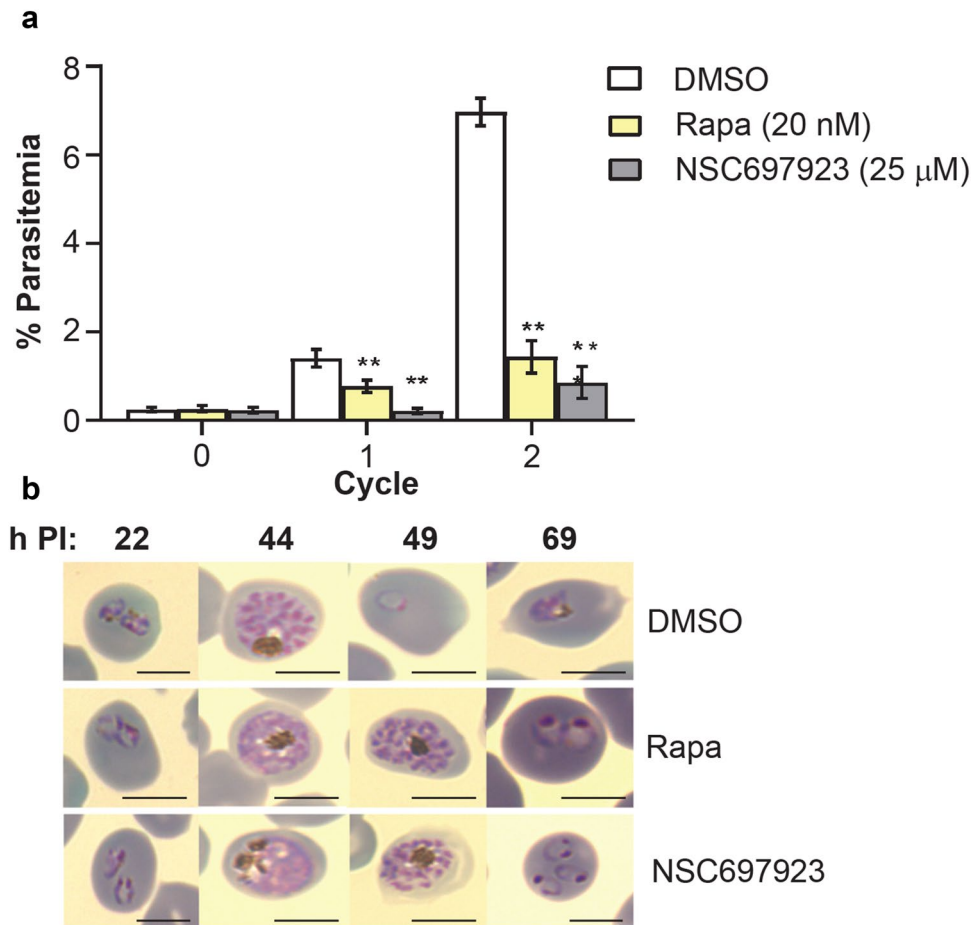 a
8
6
4
2
0
% Parasitemia
DMSO
Rapa (20 nM)
NSC697923 (25 μM)
**
**
**
**
*
0 1 2
Cycle
b
h PI: 22 44 49 69
DMSO
Rapa
NSC697923